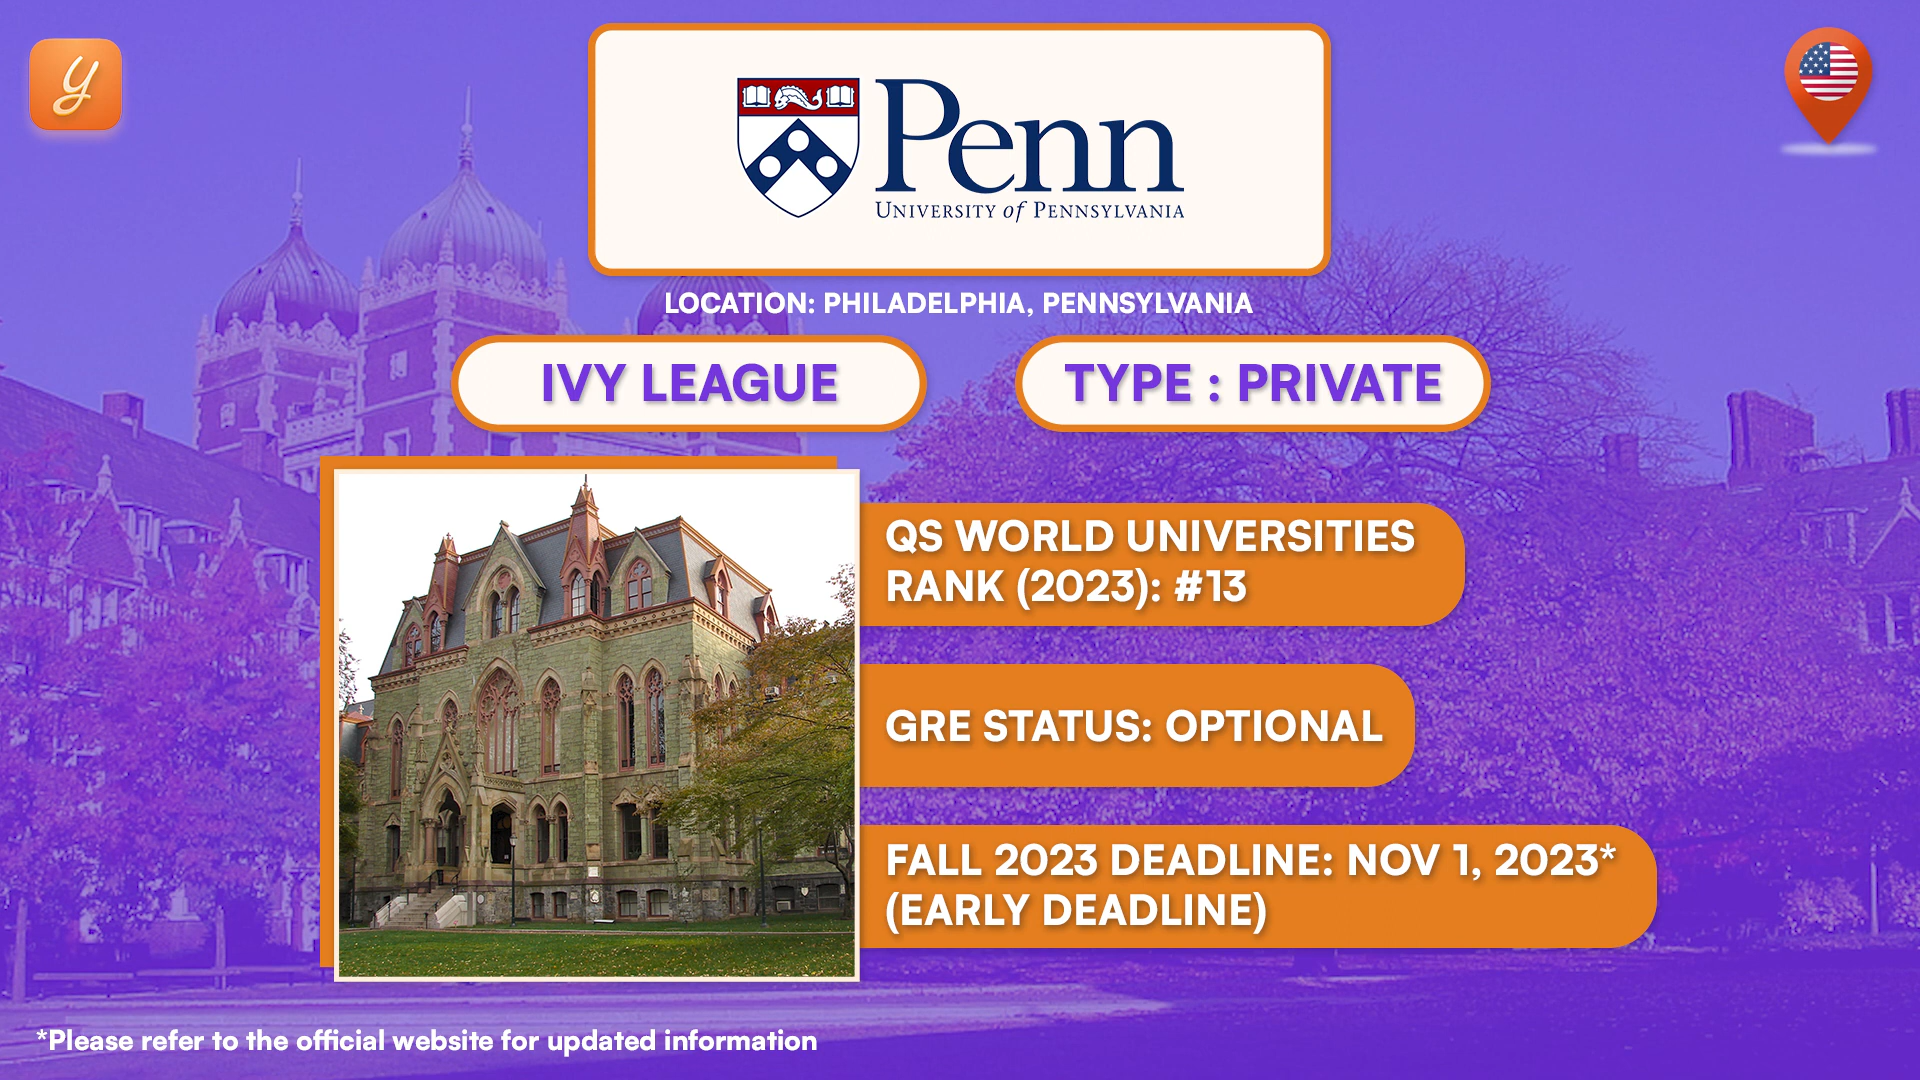 y
Penn
UNIVERSITY of PENNSYLVANIA
LOCATION: PHILADELPHIA, PENNSYLVANIA
IVY LEAGUE
TYPE : PRIVATE
QS WORLD UNIVERSITIES
RANK (2023): #13
GRE STATUS: OPTIONAL
FALL 2023 DEADLINE: NOV 1, 2023*
(EARLY DEADLINE)
*Please refer to the official website for updated information